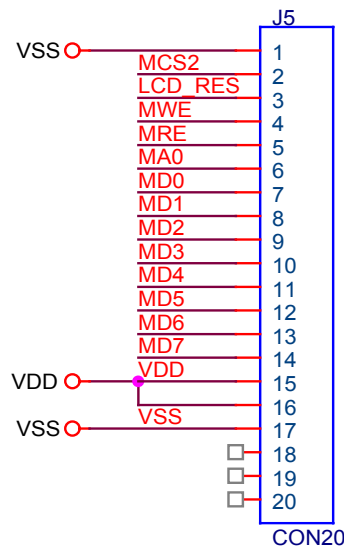 J5
VSS 1
MCS2 2
LCD_RES 3
MWE 4
MRE 5
MA0 6
MD0 7
MD1 8
MD2 9
MD3 10
MD4 11
MD5 12
MD6 13
MD7 14
VDD VDD 15
16
VSS VSS 17
18
19
20
CON20